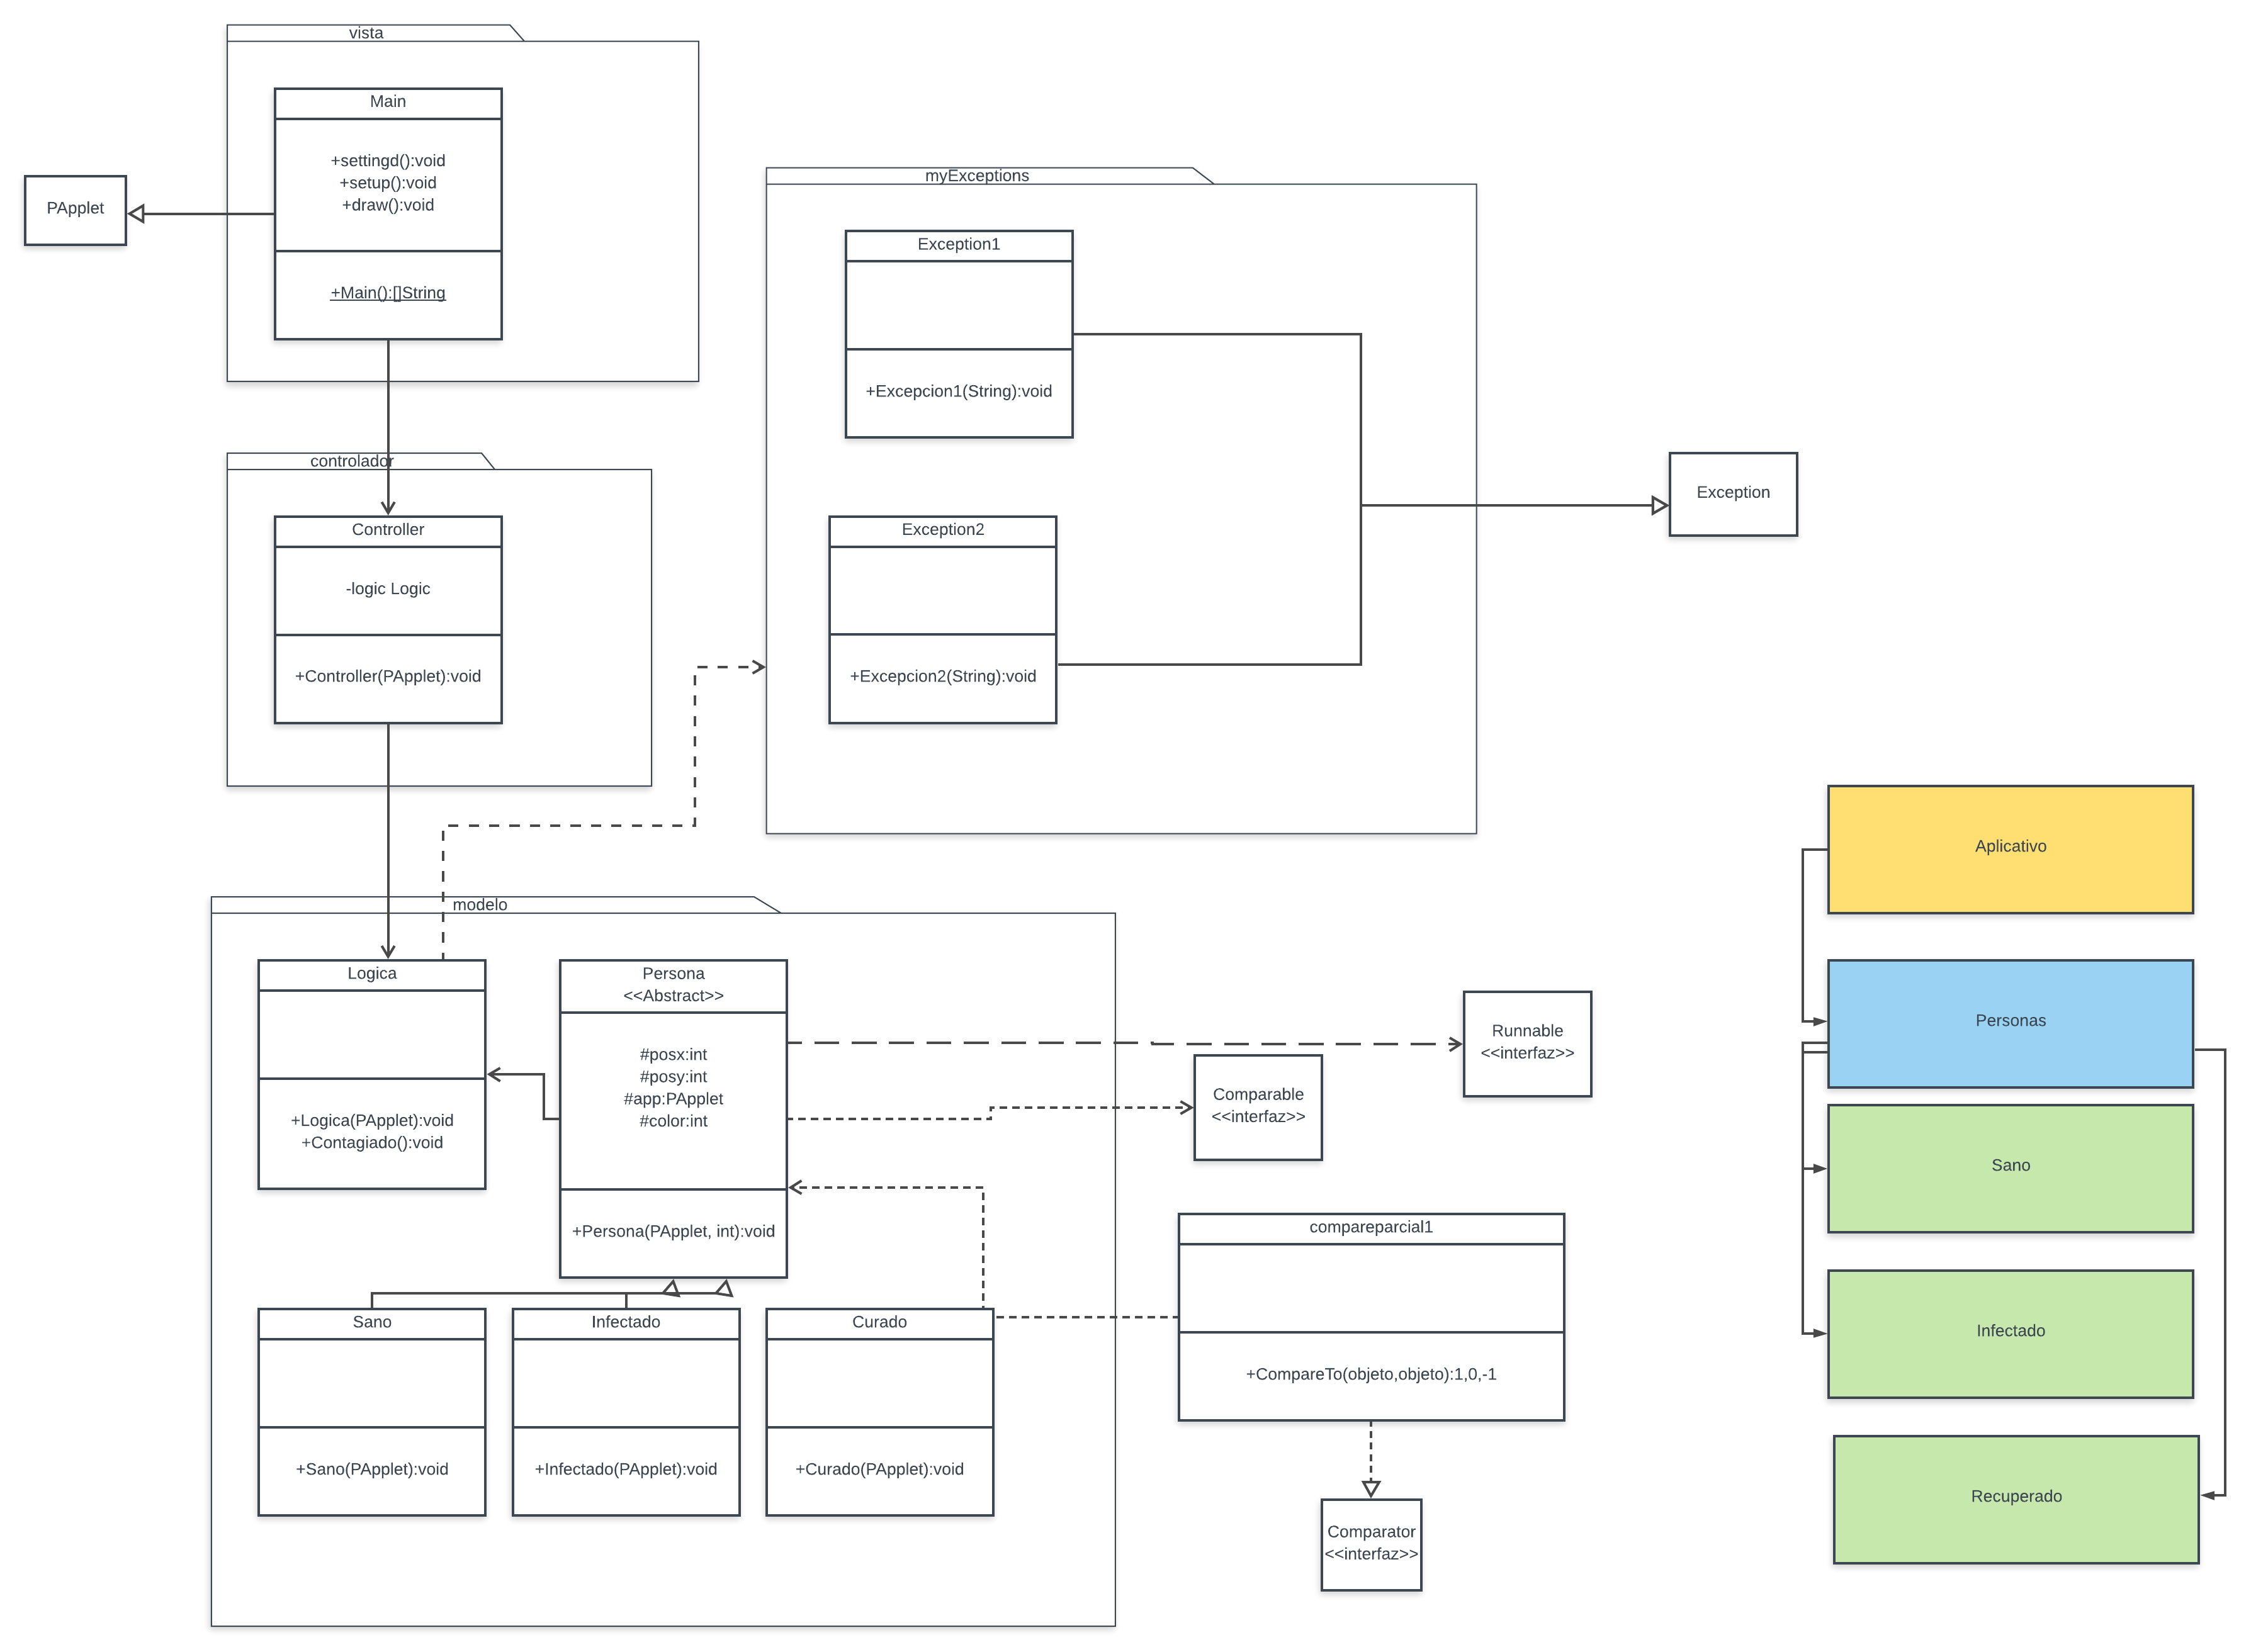 vista
Main
+settingd():void
+setup():void
+draw():void
+Main():[]String
PApplet
myExceptions
Exception1
+Excepcion1(String):void
Exception2
+Excepcion2(String):void
Exception
controlador
Controller
-logic Logic
+Controller(PApplet):void
modelo
Logica
+Logica(PApplet):void
+Contagiado():void
Persona
<<Abstract>>
#posx:int
#posy:int
#app:PApplet
#color:int
+Persona(PApplet, int):void
Runnable
<<interfaz>>
Comparable
<<interfaz>>
compareparcial1
+CompareTo(objeto,objeto):1,0,-1
Comparator
<<interfaz>>
Sano
+Sano(PApplet):void
Infectado
+Infectado(PApplet):void
Curado
+Curado(PApplet):void
Aplicativo
Personas
Sano
Infectado
Recuperado